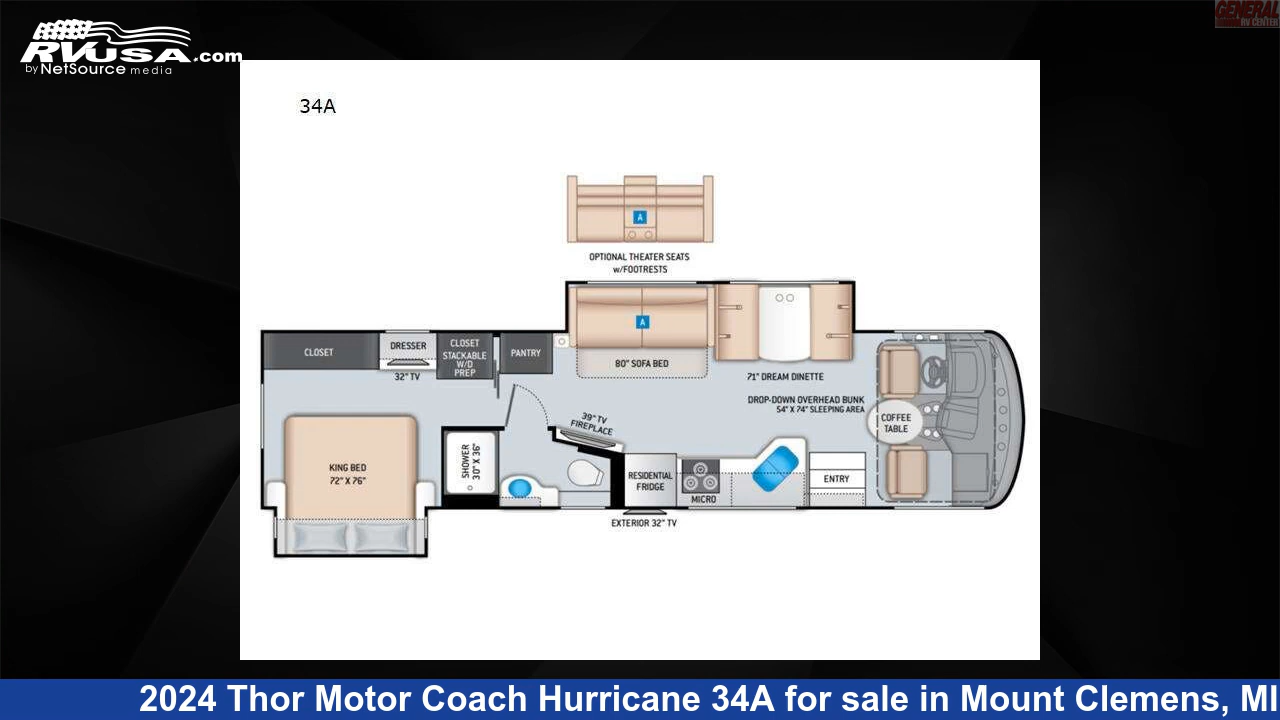 RVUSA.com
by NetSource media
GENERAL
RV CENTER
34A
A
OPTIONAL THEATER SEATS
w/FOOTRESTS
CLOSET
DRESSER
32" TV
CLOSET
STACKABLE
W/D
PREP
PANTRY
A
80" SOFA BED
71" DREAM DINETTE
DROP-DOWN OVERHEAD BUNK
54" X 74" SLEEPING AREA
COFFEE
TABLE
39" TV
FIREPLACE
KING BED
72" X 76"
SHOWER
30" X 36"
RESIDENTIAL
FRIDGE
MICRO
ENTRY
EXTERIOR 32" TV
2024 Thor Motor Coach Hurricane 34A for sale in Mount Clemens, MI